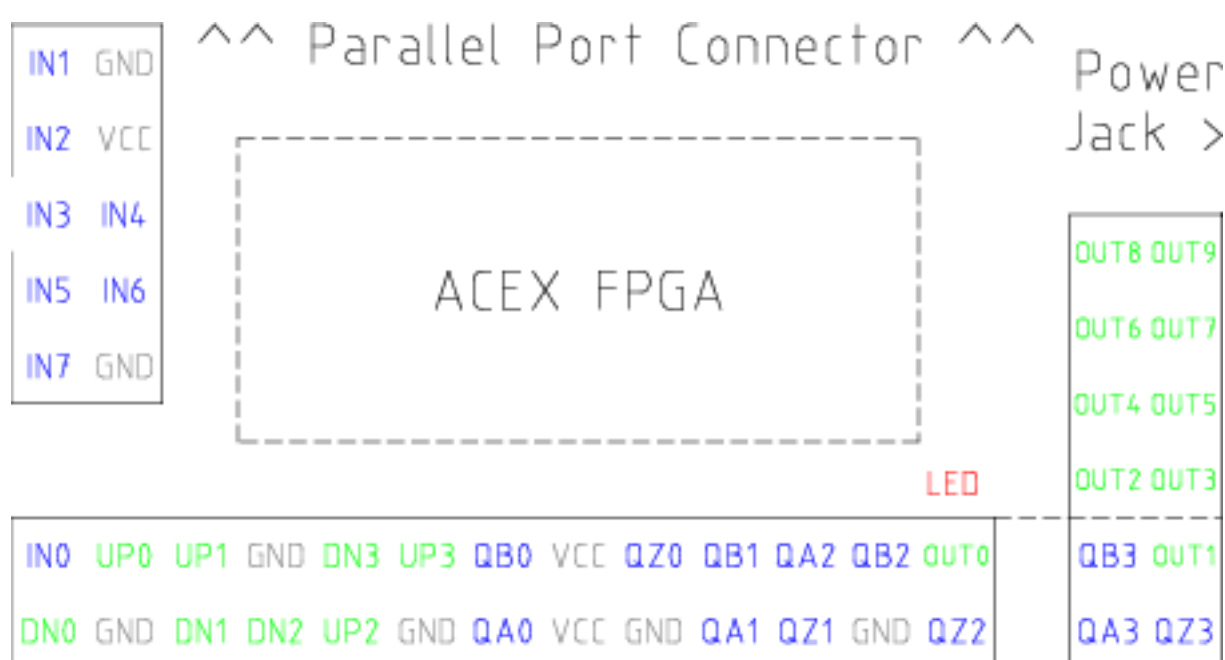 ^^ Parallel Port Connector ^^
Power
Jack >
IN1 GND
IN2 VCC
IN3 IN4
IN5 IN6
IN7 GND
ACEX FPGA
OUT8 OUT9
OUT6 OUT7
OUT4 OUT5
OUT2 OUT3
LED
IN0 UP0 UP1 GND DN3 UP3 QB0 VCC QZ0 QB1 QA2 QB2 OUT0
DN0 GND DN1 DN2 UP2 GND QA0 VCC GND QA1 QZ1 GND QZ2
QB3 OUT1
QA3 QZ3